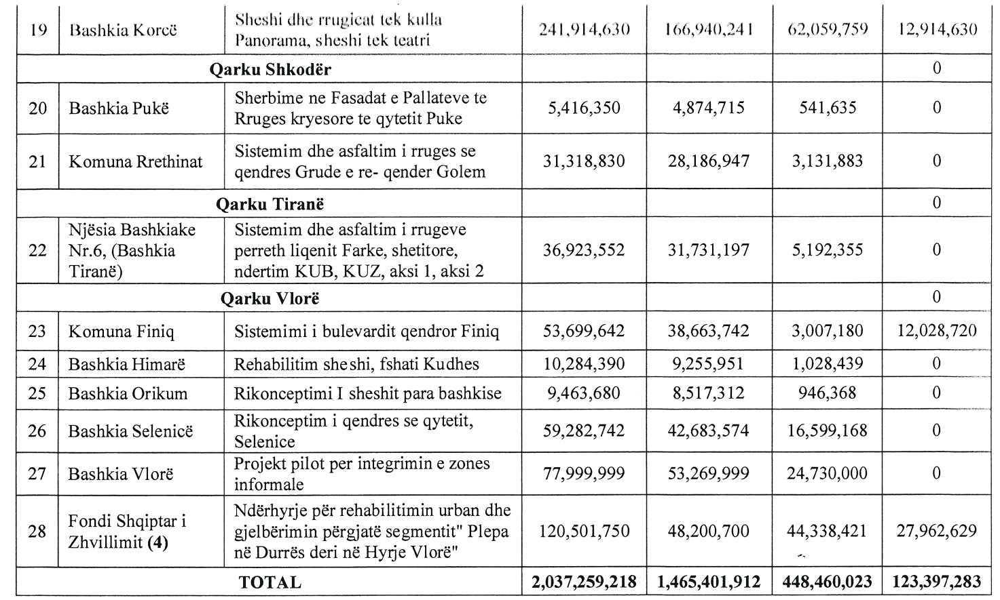 19 Bashkia Korcë Sheshi dhe rrugicat tek kulla
Panorama, sheshi tek teatri 241,914,630 166,940,241 62,059,759 12,914,630
Qarku Shkodër 0
20 Bashkia Pukë Sherbime ne Fasadat e Pallateve te
Rruges kryesore te qytetit Puke 5,416,350 4,874,715 541,635 0
21 Komuna Rrethinat Sistemim dhe asfaltim i rruges se
qendres Grude e re- qender Golem 31,318,830 28,186,947 3,131,883 0
Qarku Tiranë 0
22 Njësia Bashkiake
Nr.6, (Bashkia
Tiranë)
Sistemim dhe asfaltim i rrugeve
perreth liqenit Farke, shetitore,
ndertim KUB, KUZ, aksi 1, aksi 2
36,923,552 31,731,197 5,192,355 0
Qarku Vlorë 0
23 Komuna Finiq Sistemimi i bulevardit qendror Finiq 53,699,642 38,663,742 3,007,180 12,028,720
24 Bashkia Himarë Rehabilitim sheshi, fshati Kudhes 10,284,390 9,255,951 1,028,439 0
25 Bashkia Orikum Rikonceptimi I sheshit para bashkise 9,463,680 8,517,312 946,368 0
26 Bashkia Selenicë Rikonceptim i qendres se qytetit,
Selenice 59,282,742 42,683,574 16,599,168 0
27 Bashkia Vlorë Projekt pilot per integrimin e zones
informale 77,999,999 53,269,999 24,730,000 0
28 Fondi Shqiptar i
Zhvillimit (4)
Ndërhyrje për rehabilitimin urban dhe
gjelbërimin përgjatë segmentit" Plepa
në Durrës deri në Hyrje Vlorë"
120,501,750 48,200,700 44,338,421 27,962,629
TOTAL 2,037,259,218 1,465,401,912 448,460,023 123,397,283